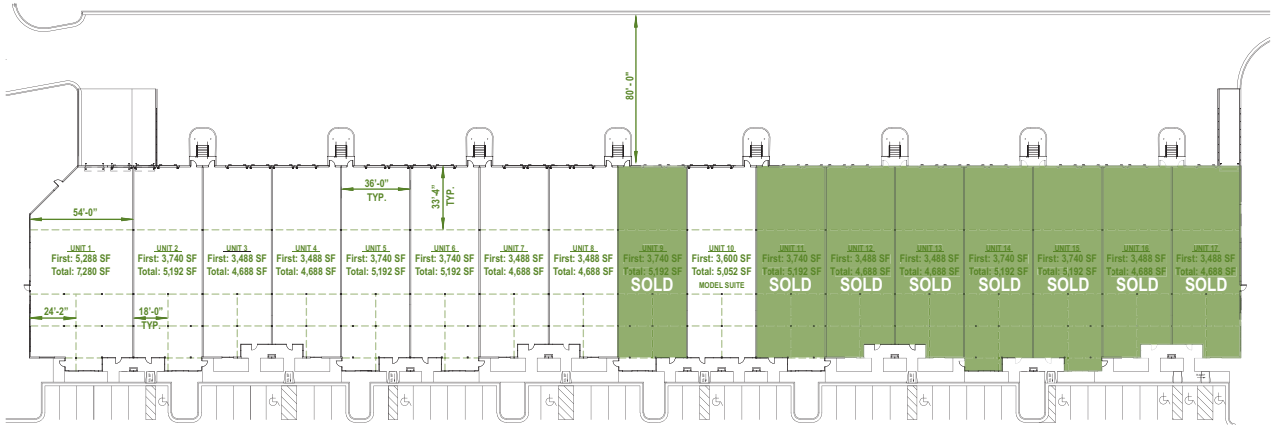 80' - 0"
36'-0"
TYP.
33'-4"
TYP.
54'-0"
UNIT 1
First: 5,288 SF
Total: 7,280 SF
UNIT 2
First: 3,740 SF
Total: 5,192 SF
UNIT 3
First: 3,488 SF
Total: 4,688 SF
UNIT 4
First: 3,488 SF
Total: 4,688 SF
UNIT 5
First: 3,740 SF
Total: 5,192 SF
UNIT 6
First: 3,740 SF
Total: 5,192 SF
UNIT 7
First: 3,488 SF
Total: 4,688 SF
UNIT 8
First: 3,488 SF
Total: 4,688 SF
UNIT 9
First: 3,740 SF
Total: 5,192 SF
SOLD
UNIT 10
First: 3,600 SF
Total: 5,052 SF
MODEL SUITE
UNIT 11
First: 3,740 SF
Total: 5,192 SF
SOLD
UNIT 12
First: 3,488 SF
Total: 4,688 SF
SOLD
UNIT 13
First: 3,488 SF
Total: 4,688 SF
SOLD
UNIT 14
First: 3,740 SF
Total: 5,192 SF
SOLD
UNIT 15
First: 3,740 SF
Total: 5,192 SF
SOLD
UNIT 16
First: 3,488 SF
Total: 4,688 SF
SOLD
UNIT 17
First: 3,488 SF
Total: 4,688 SF
SOLD
24'-2"
18'-0"
TYP.